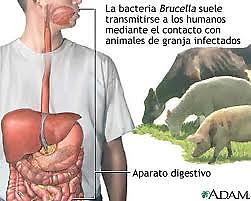 La bacteria Brucella suele
transmitirse a los humanos
mediante el contacto con
animales de granja infectados
Aparato digestivo
ADAM